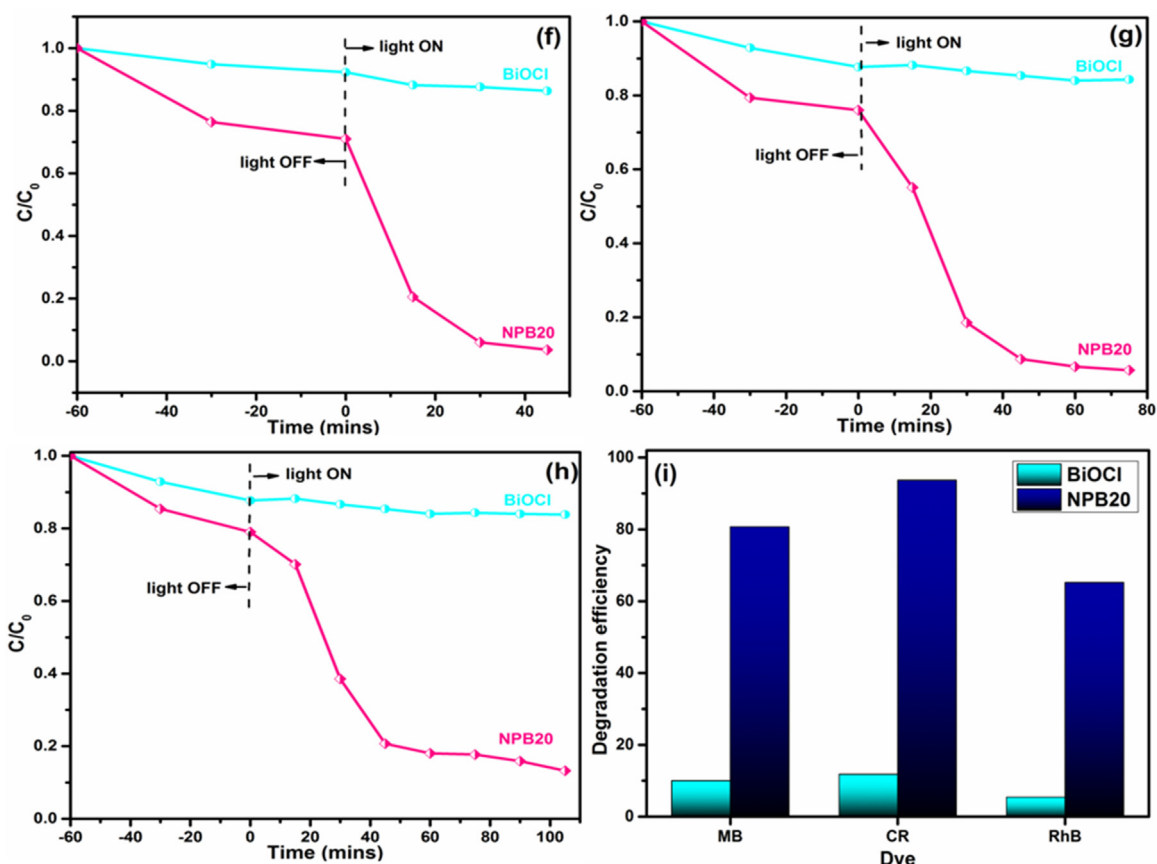 (f)
light ON
BiOCl
light OFF
NPB20
C/C0
1.0
0.8
0.6
0.4
0.2
0.0
-60 -40 -20 0 20 40
Time (mins)
(g)
light ON
BiOCl
light OFF
NPB20
C/C0
1.0
0.8
0.6
0.4
0.2
0.0
-60 -40 -20 0 20 40 60 80
Time (mins)
(h)
light ON
BiOCl
light OFF
NPB20
C/C0
1.0
0.8
0.6
0.4
0.2
0.0
-60 -40 -20 0 20 40 60 80 100
Time (mins)
(i)
BiOCl
NPB20
Degradation efficiency
100
80
60
40
20
0
MB CR RhB
Dye